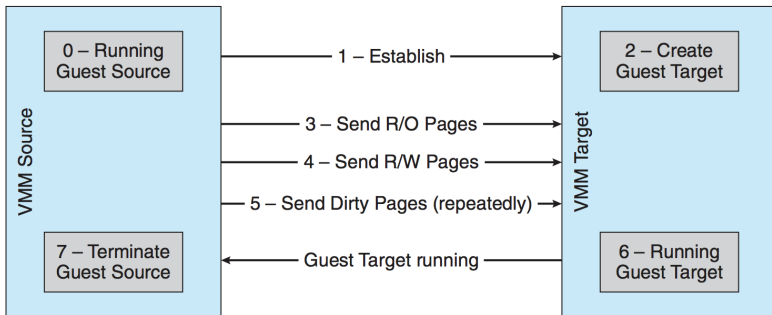 0 – Running
Guest Source
1 – Establish
2 – Create
Guest Target
VMM Source
3 – Send R/O Pages
4 – Send R/W Pages
5 – Send Dirty Pages (repeatedly)
VMM Target
7 – Terminate
Guest Source
Guest Target running
6 – Running
Guest Target